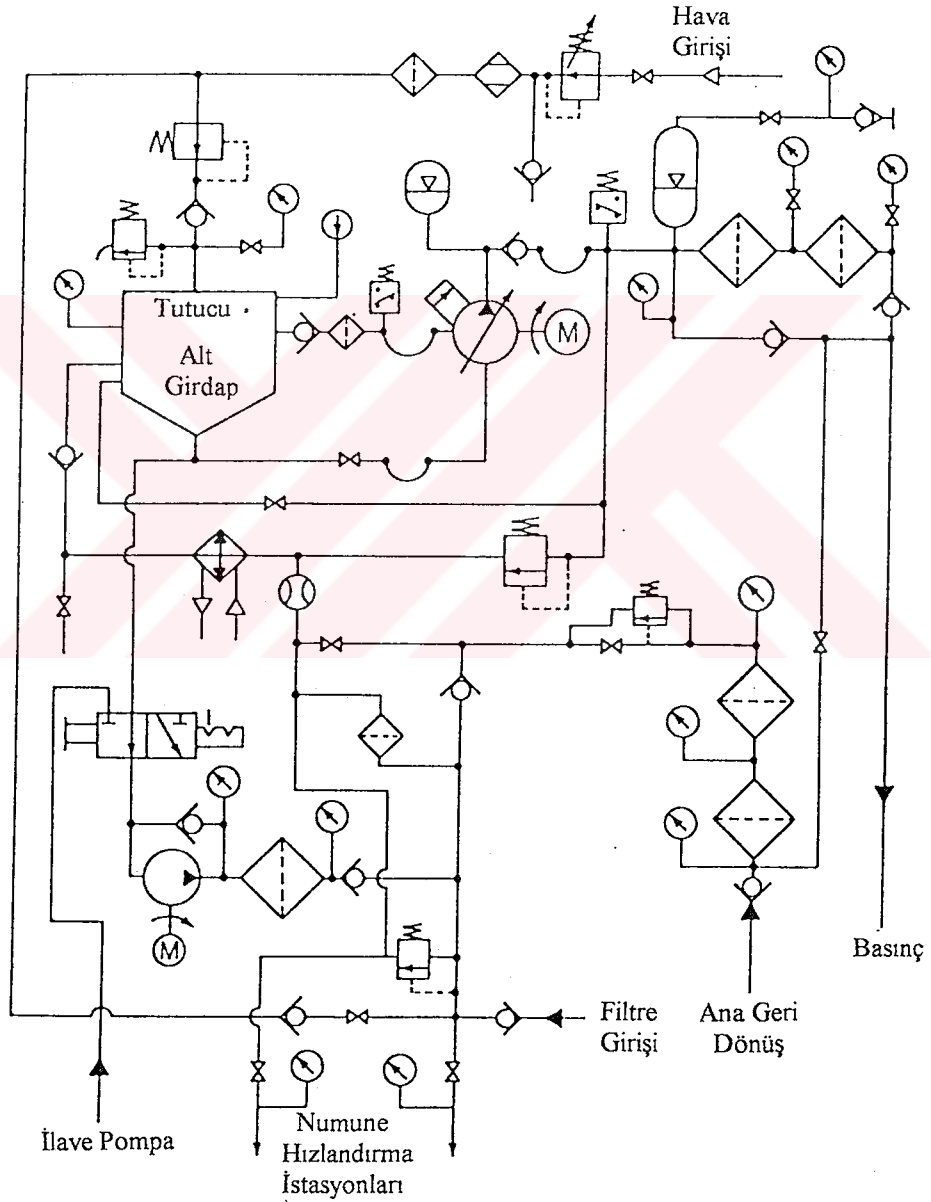 Hava
Girişi
Tutucu
Alt
Girdap
M
M
Basınç
Filtre
Girişi
Ana Geri
Dönüş
İlave Pompa
Numune
Hızlandırma
İstasyonları